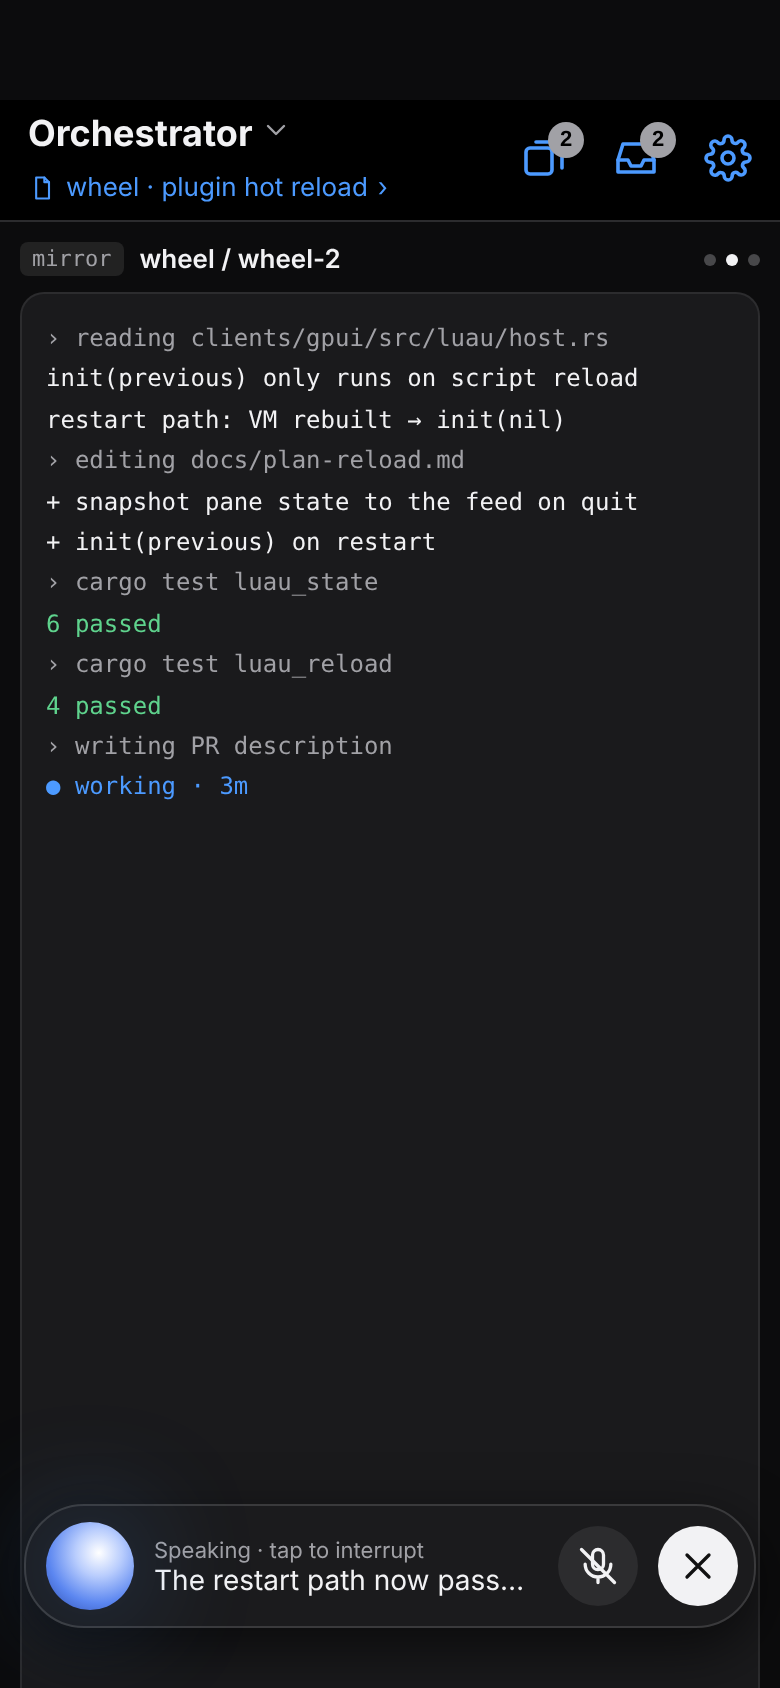 Orchestrator
2
2
wheel · plugin hot reload ›
mirror wheel / wheel-2
› reading clients/gpui/src/luau/host.rs
init(previous) only runs on script reload
restart path: VM rebuilt → init(nil)
› editing docs/plan-reload.md
+ snapshot pane state to the feed on quit
+ init(previous) on restart
› cargo test luau_state
6 passed
› cargo test luau_reload
4 passed
› writing PR description
● working · 3m
Speaking · tap to interrupt
The restart path now pass...